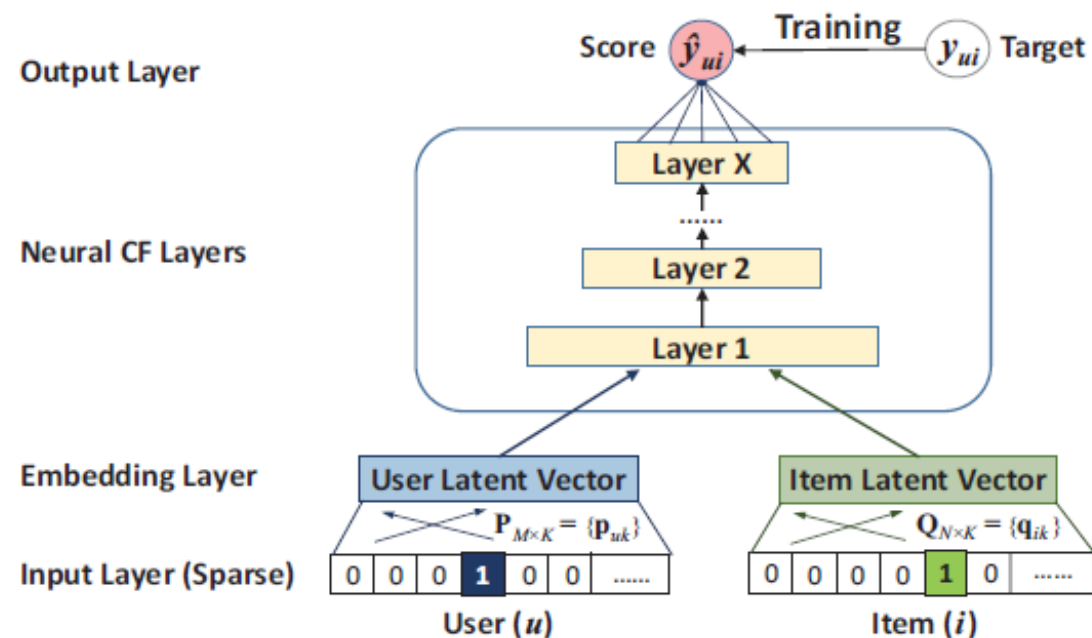 Output Layer
Score
ŷ_ui
Training
y_ui
Target
Neural CF Layers
Layer X
......
Layer 2
Layer 1
Embedding Layer
User Latent Vector
Item Latent Vector
P_{M×K} = {p_uk}
Q_{N×K} = {q_ik}
Input Layer (Sparse)
0 0 0 1 0 0 ......
0 0 0 0 1 0 ......
User (u)
Item (i)